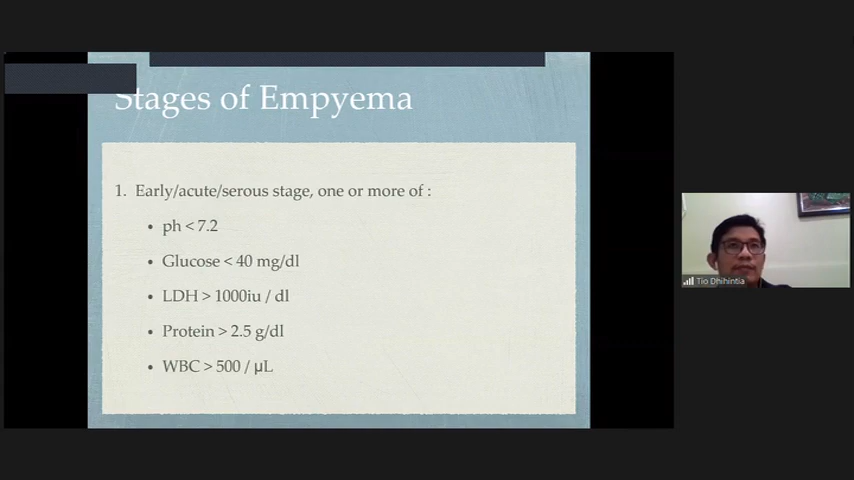 Stages of Empyema
1. Early/acute/serous stage, one or more of :
• ph < 7.2
• Glucose < 40 mg/dl
• LDH > 1000iu / dl
• Protein > 2.5 g/dl
• WBC > 500 / µL
Tio Dhihintia